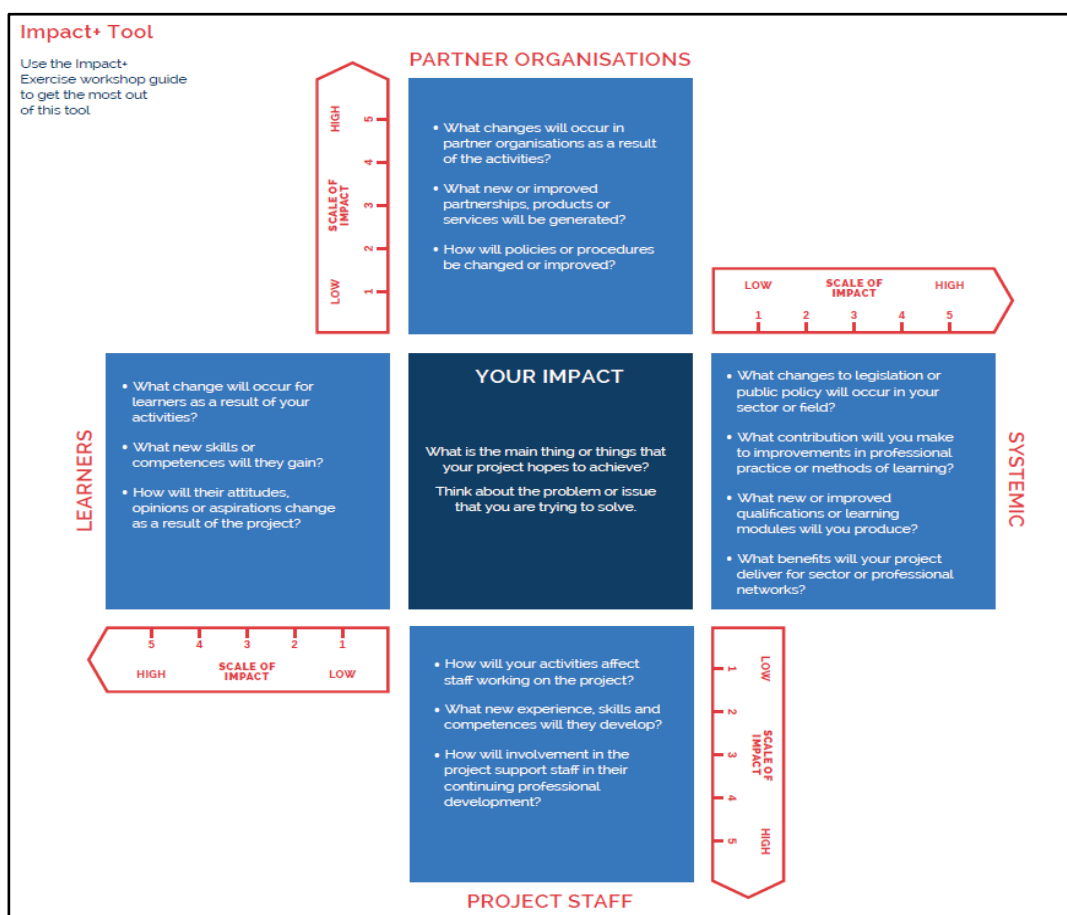 Impact+ Tool
Use the Impact+
Exercise workshop guide
to get the most out
of this tool
PARTNER ORGANISATIONS
HIGH
SCALE OF
IMPACT
LOW
5
4
3
2
1
• What changes will occur in
partner organisations as a result
of the activities?
• What new or improved
partnerships, products or
services will be generated?
• How will policies or procedures
be changed or improved?
LOW
SCALE OF
IMPACT
HIGH
1 2 3 4 5
LEARNERS
• What change will occur for
learners as a result of your
activities?
• What new skills or
competences will they gain?
• How will their attitudes,
opinions or aspirations change
as a result of the project?
YOUR IMPACT
What is the main thing or things that
your project hopes to achieve?
Think about the problem or issue
that you are trying to solve.
• What changes to legislation or
public policy will occur in your
sector or field?
• What contribution will you make
to improvements in professional
practice or methods of learning?
• What new or improved
qualifications or learning
modules will you produce?
• What benefits will your project
deliver for sector or professional
networks?
SYSTEMIC
5 4 3 2 1
HIGH
SCALE OF
IMPACT
LOW
• How will your activities affect
staff working on the project?
• What new experience, skills and
competences will they develop?
• How will involvement in the
project support staff in their
continuing professional
development?
LOW
SCALE OF
IMPACT
HIGH
1
2
3
4
5
PROJECT STAFF